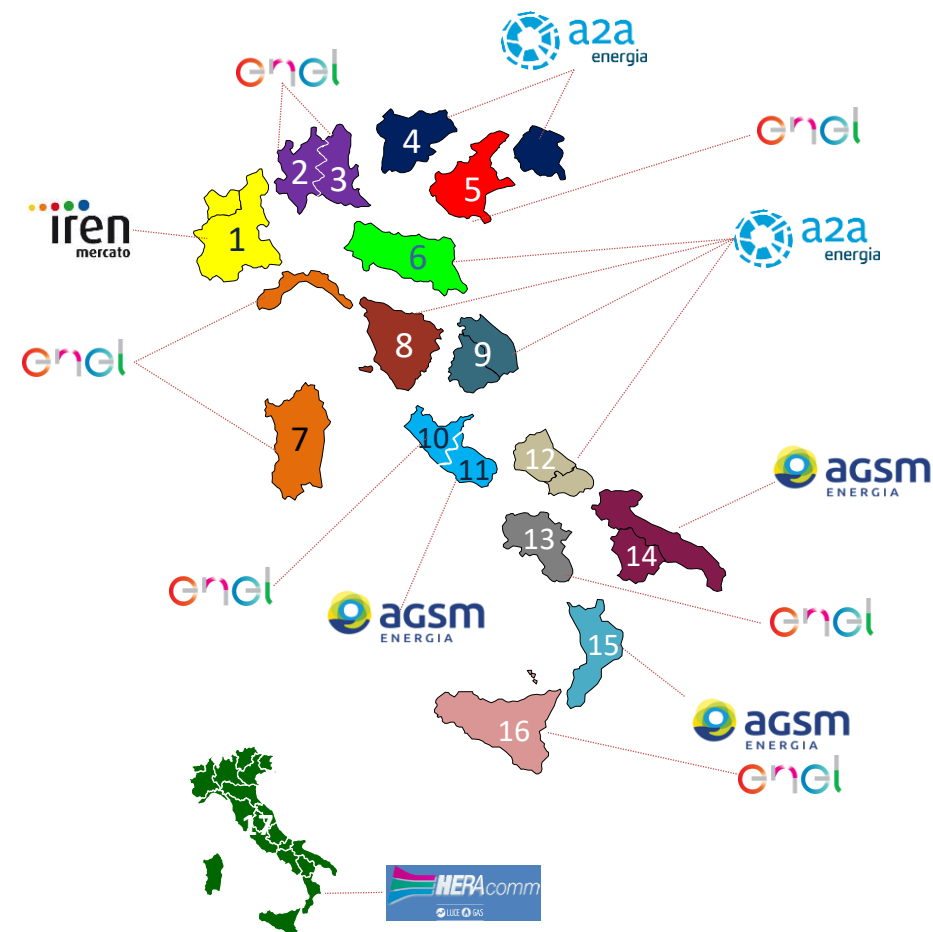 a2a
energia
enel
enel
4
2
3
5
iren
mercato
1
a2a
energia
6
enel
8
9
7
10
11
12
agsm
ENERGIA
13
14
enel
agsm
ENERGIA
enel
15
agsm
ENERGIA
16
enel
17
HERAcomm
LUCE GAS